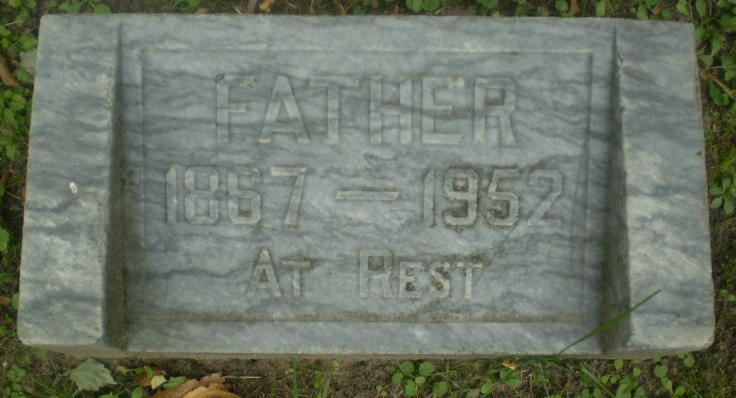 FATHER
1867 — 1952
AT REST